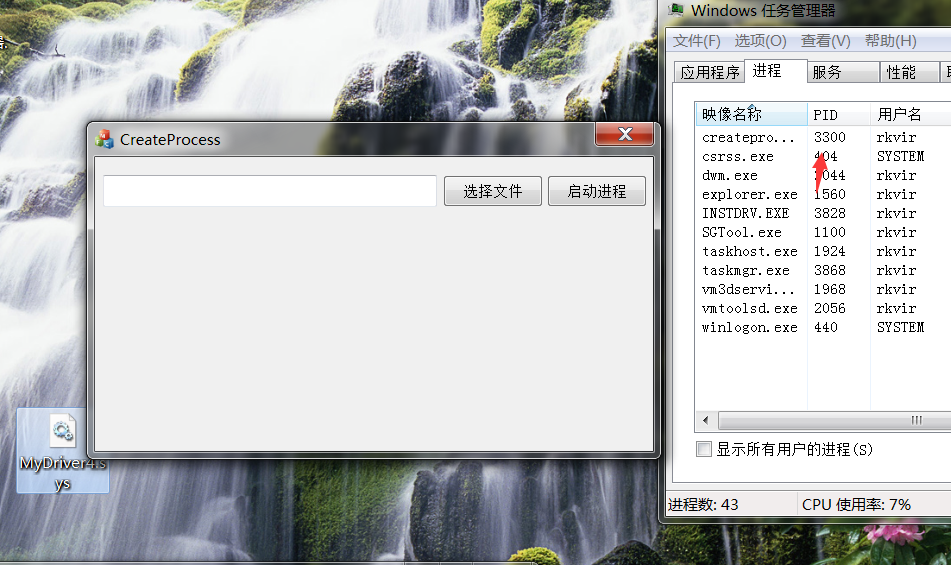 CreateProcess
选择文件
启动进程
MyDriver4.s
ys
Windows 任务管理器
文件(F) 选项(O) 查看(V) 帮助(H)
应用程序 进程 服务 性能
映像名称 PID 用户名
createpro... 3300 rkvir
csrss.exe 404 SYSTEM
dwm.exe rkvir
explorer.exe 1560 rkvir
INSTDRV.EXE 3828 rkvir
SGTool.exe 1100 rkvir
taskhost.exe 1924 rkvir
taskmgr.exe 3868 rkvir
vm3dservi... 1968 rkvir
vmtoolsd.exe 2056 rkvir
winlogon.exe 440 SYSTEM
显示所有用户的进程(S)
进程数: 43 CPU 使用率: 7%